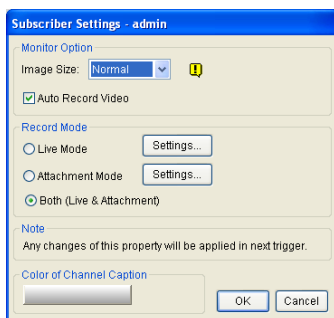 Subscriber Settings - admin
Monitor Option
Image Size: Normal
Auto Record Video
Record Mode
Live Mode Settings...
Attachment Mode Settings...
Both (Live & Attachment)
Note
Any changes of this property will be applied in next trigger.
Color of Channel Caption
OK Cancel